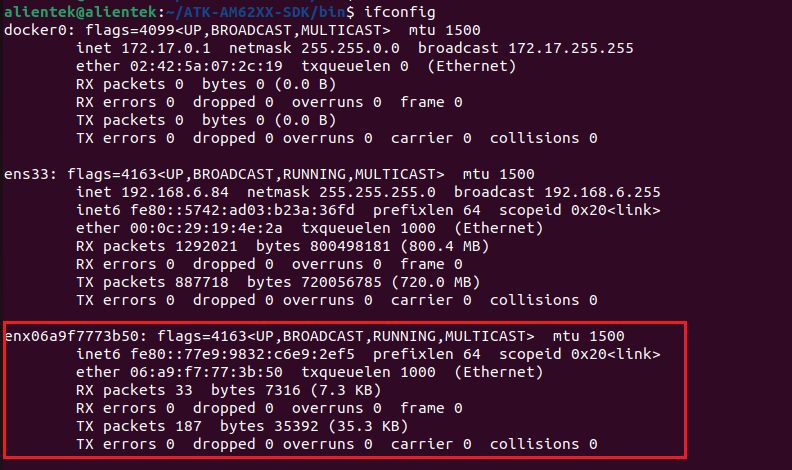 alientek@alientek:~/ATK-AM62XX-SDK/bin$ ifconfig
docker0: flags=4099<UP,BROADCAST,MULTICAST>  mtu 1500
        inet 172.17.0.1  netmask 255.255.0.0  broadcast 172.17.255.255
        ether 02:42:5a:07:2c:19  txqueuelen 0  (Ethernet)
        RX packets 0  bytes 0 (0.0 B)
        RX errors 0  dropped 0  overruns 0  frame 0
        TX packets 0  bytes 0 (0.0 B)
        TX errors 0  dropped 0 overruns 0  carrier 0  collisions 0
ens33: flags=4163<UP,BROADCAST,RUNNING,MULTICAST>  mtu 1500
        inet 192.168.6.84  netmask 255.255.255.0  broadcast 192.168.6.255
        inet6 fe80::5742:ad03:b23a:36fd  prefixlen 64  scopeid 0x20<link>
        ether 00:0c:29:19:4e:2a  txqueuelen 1000  (Ethernet)
        RX packets 1292021  bytes 800498181 (800.4 MB)
        RX errors 0  dropped 0  overruns 0  frame 0
        TX packets 887718  bytes 720056785 (720.0 MB)
        TX errors 0  dropped 0 overruns 0  carrier 0  collisions 0
enx06a9f7773b50: flags=4163<UP,BROADCAST,RUNNING,MULTICAST>  mtu 1500
        inet6 fe80::77e9:9832:c6e9:2ef5  prefixlen 64  scopeid 0x20<link>
        ether 06:a9:f7:77:3b:50  txqueuelen 1000  (Ethernet)
        RX packets 33  bytes 7316 (7.3 KB)
        RX errors 0  dropped 0  overruns 0  frame 0
        TX packets 187  bytes 35392 (35.3 KB)
        TX errors 0  dropped 0 overruns 0  carrier 0  collisions 0